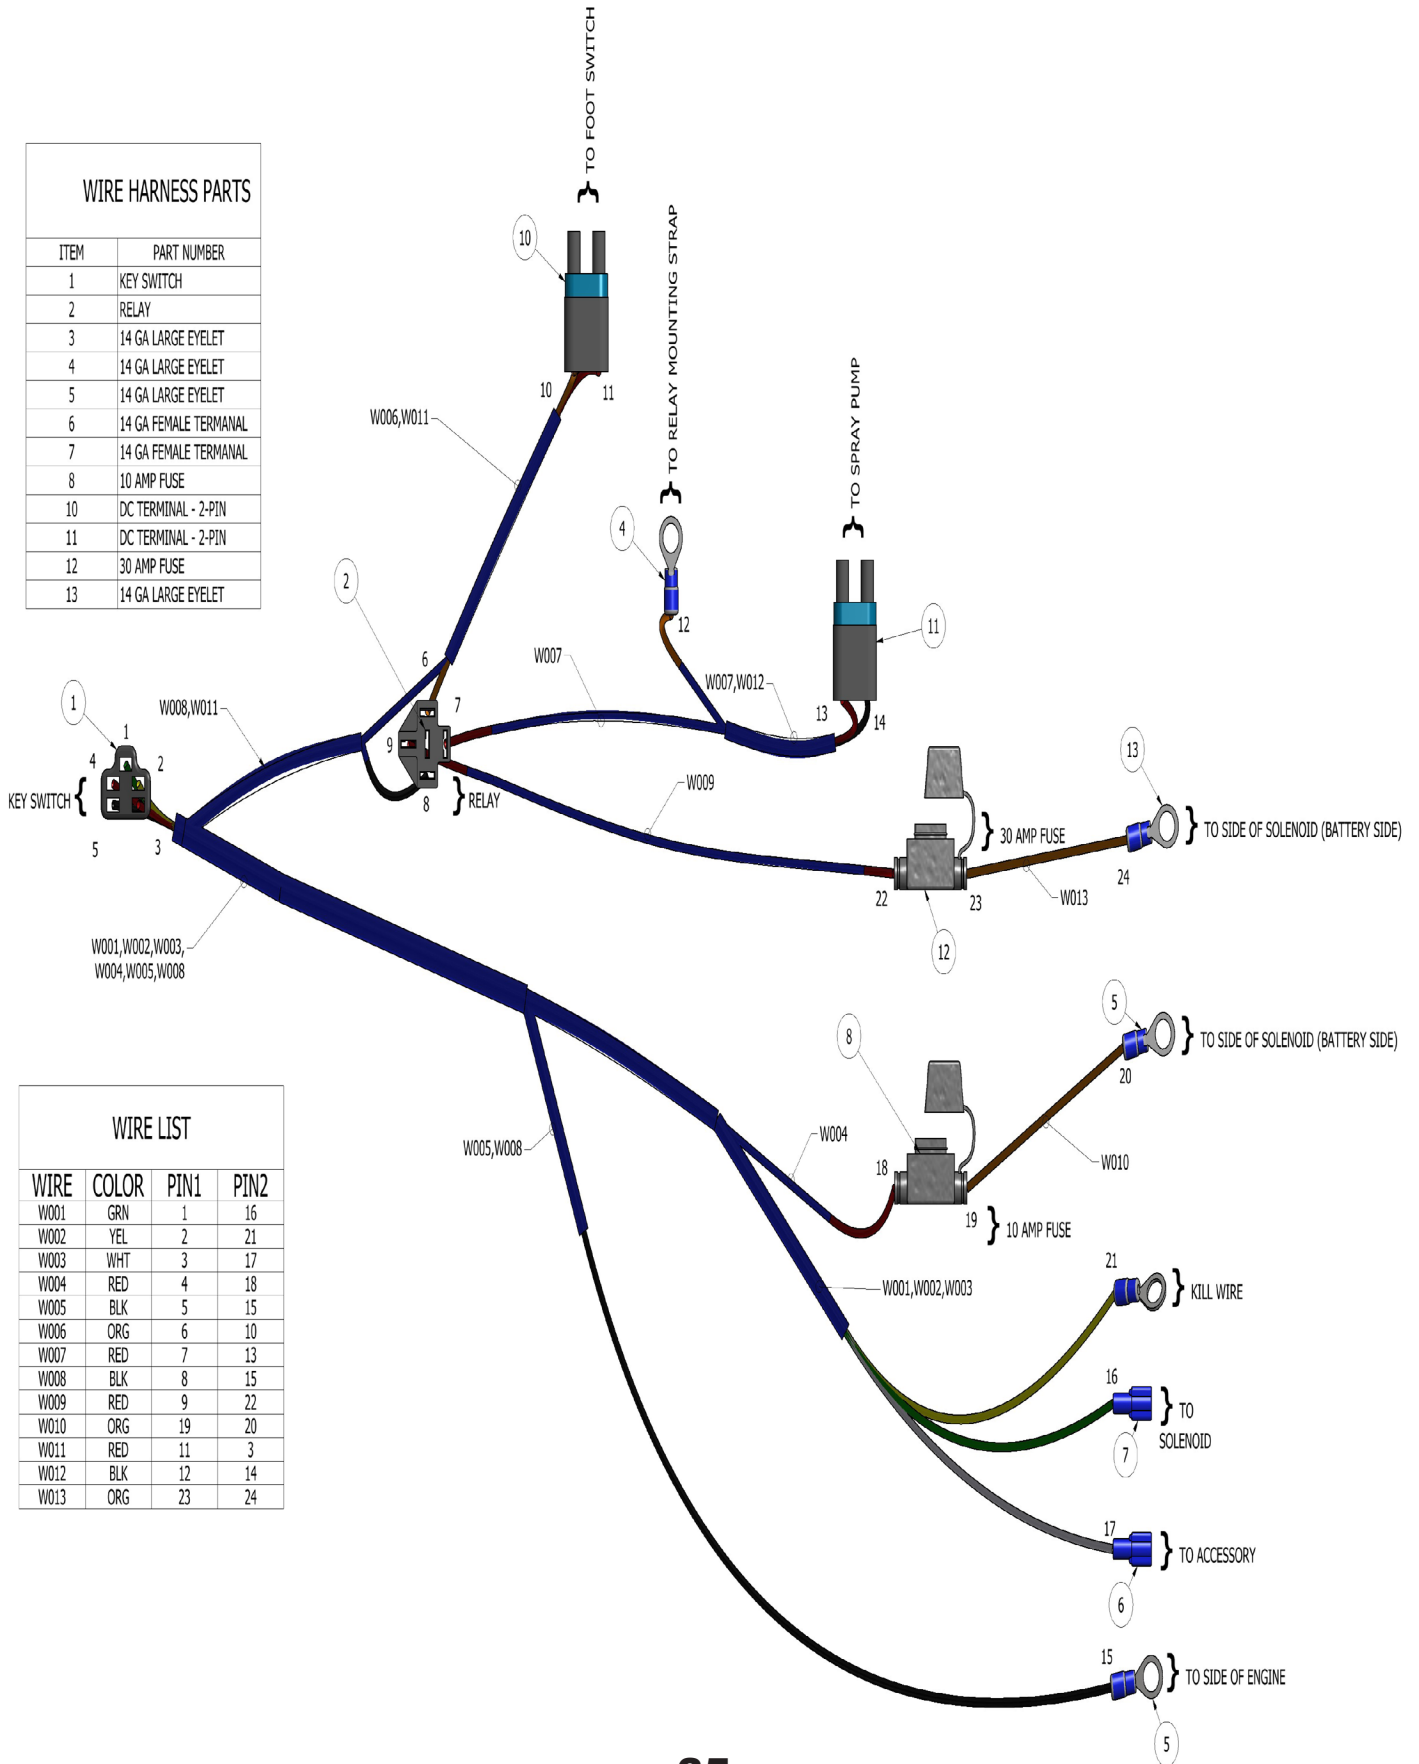 TO FOOT SWITCH
TO RELAY MOUNTING STRAP
TO SPRAY PUMP
WIRE HARNESS PARTS
ITEM PART NUMBER
1 KEY SWITCH
2 RELAY
3 14 GA LARGE EYELET
4 14 GA LARGE EYELET
5 14 GA LARGE EYELET
6 14 GA FEMALE TERMANAL
7 14 GA FEMALE TERMANAL
8 10 AMP FUSE
10 DC TERMINAL - 2-PIN
11 DC TERMINAL - 2-PIN
12 30 AMP FUSE
13 14 GA LARGE EYELET
10
10 11
W006,W011
4
12
2
6
W007
W007,W012
11
13 14
7
9
8
RELAY
1
W008,W011
1
4 2
KEY SWITCH
5 3
W009
13
30 AMP FUSE
TO SIDE OF SOLENOID (BATTERY SIDE)
22 23
24
W013
12
W001,W002,W003,
W004,W005,W008
5
8
TO SIDE OF SOLENOID (BATTERY SIDE)
20
W005,W008
W004
18
19
W010
10 AMP FUSE
WIRE LIST
WIRE COLOR PIN1 PIN2
W001 GRN 1 16
W002 YEL 2 21
W003 WHT 3 17
W004 RED 4 18
W005 BLK 5 15
W006 ORG 6 10
W007 RED 7 13
W008 BLK 8 15
W009 RED 9 22
W010 ORG 19 20
W011 RED 11 3
W012 BLK 12 14
W013 ORG 23 24
W001,W002,W003
21
KILL WIRE
16
TO
SOLENOID
7
17
TO ACCESSORY
6
15
TO SIDE OF ENGINE
5